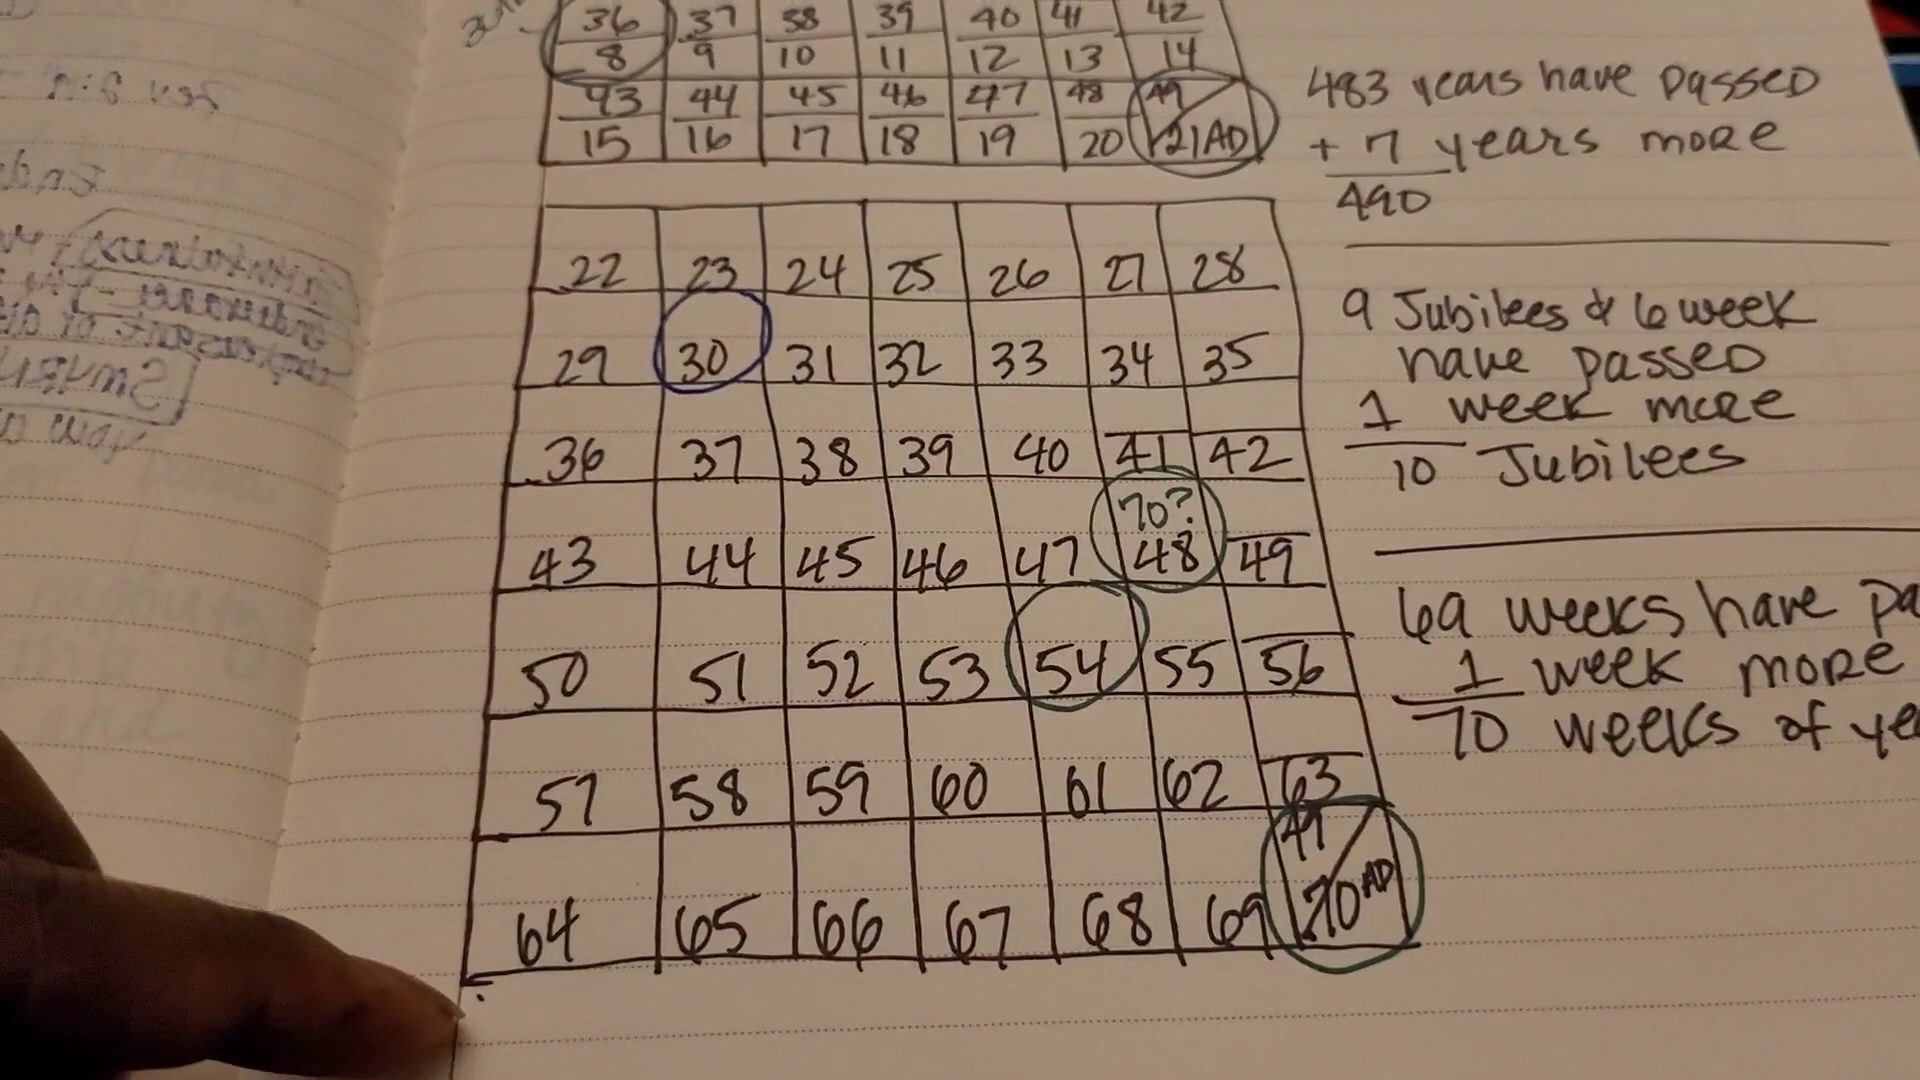 36 37 38 39 40 41 42
8 9 10 11 12 13 14
43 44 45 46 47 48 49
15 16 17 18 19 20 21AD
22 23 24 25 26 27 28
29 30 31 32 33 34 35
36 37 38 39 40 41 42
70?
43 44 45 46 47 48 49
50 51 52 53 54 55 56
57 58 59 60 61 62 63
49
64 65 66 67 68 69 70AD
483 years have passed
+ 7 years more
490
9 Jubilees & 6 week
have passed
1 week more
10 Jubilees
69 weeks have pa
1 week more
70 weeks of ye